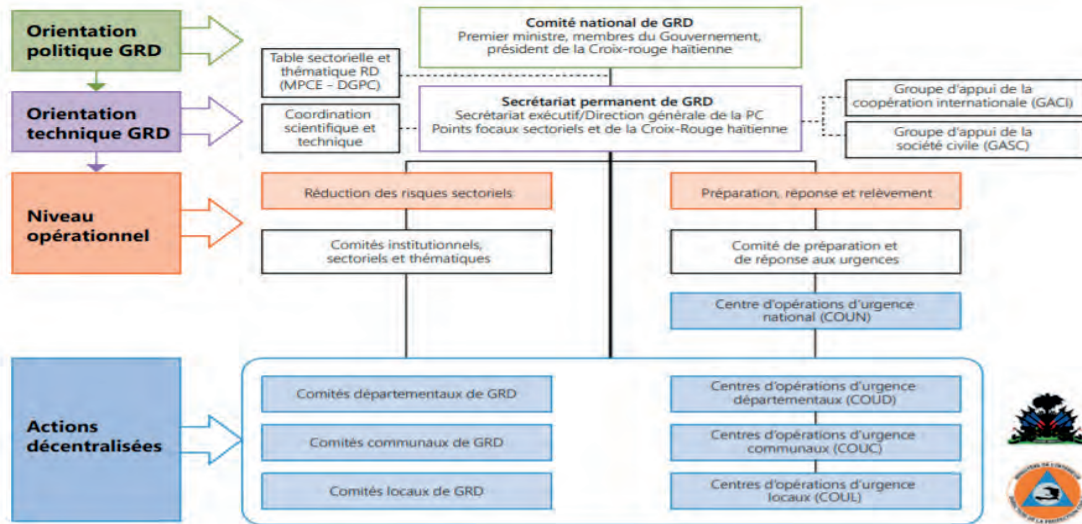 Orientation
politique GRD
Comité national de GRD
Premier ministre, membres du Gouvernement,
président de la Croix-rouge haïtienne
Table sectorielle et
thématique RD
(MPCE – DGPC)
Orientation
technique GRD
Coordination
scientifique et
technique
Secrétariat permanent de GRD
Secrétariat exécutif/Direction générale de la PC
Points focaux sectoriels et de la Croix-Rouge haïtienne
Groupe d'appui de la
coopération internationale (GACI)
Groupe d'appui de la
société civile (GASC)
Niveau
opérationnel
Réduction des risques sectoriels
Préparation, réponse et relèvement
Comités institutionnels,
sectoriels et thématiques
Comité de préparation et
de réponse aux urgences
Centre d'opérations d'urgence
national (COUN)
Actions
décentralisées
Comités départementaux de GRD
Centres d'opérations d'urgence
départementaux (COUD)
Comités communaux de GRD
Centres d'opérations d'urgence
communaux (COUC)
Comités locaux de GRD
Centres d'opérations d'urgence
locaux (COUL)